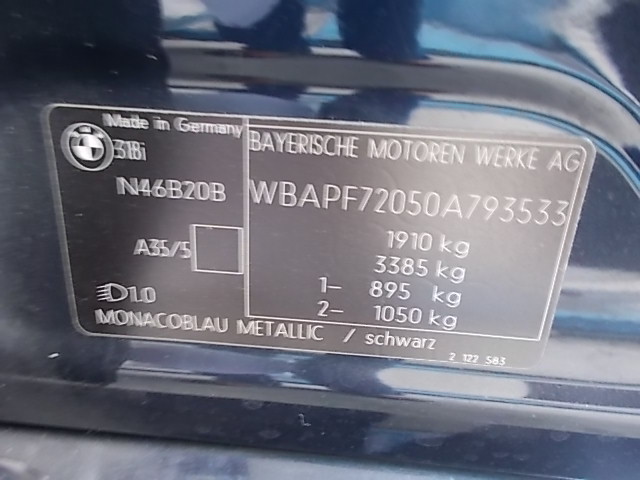 Made in Germany
318i
N46B20B
A35/5
1.0
BAYERISCHE MOTOREN WERKE AG
WBAPF72050A793533
1910 kg
3385 kg
1- 895 kg
2- 1050 kg
MONACOBLAU METALLIC / schwarz
2 122 583